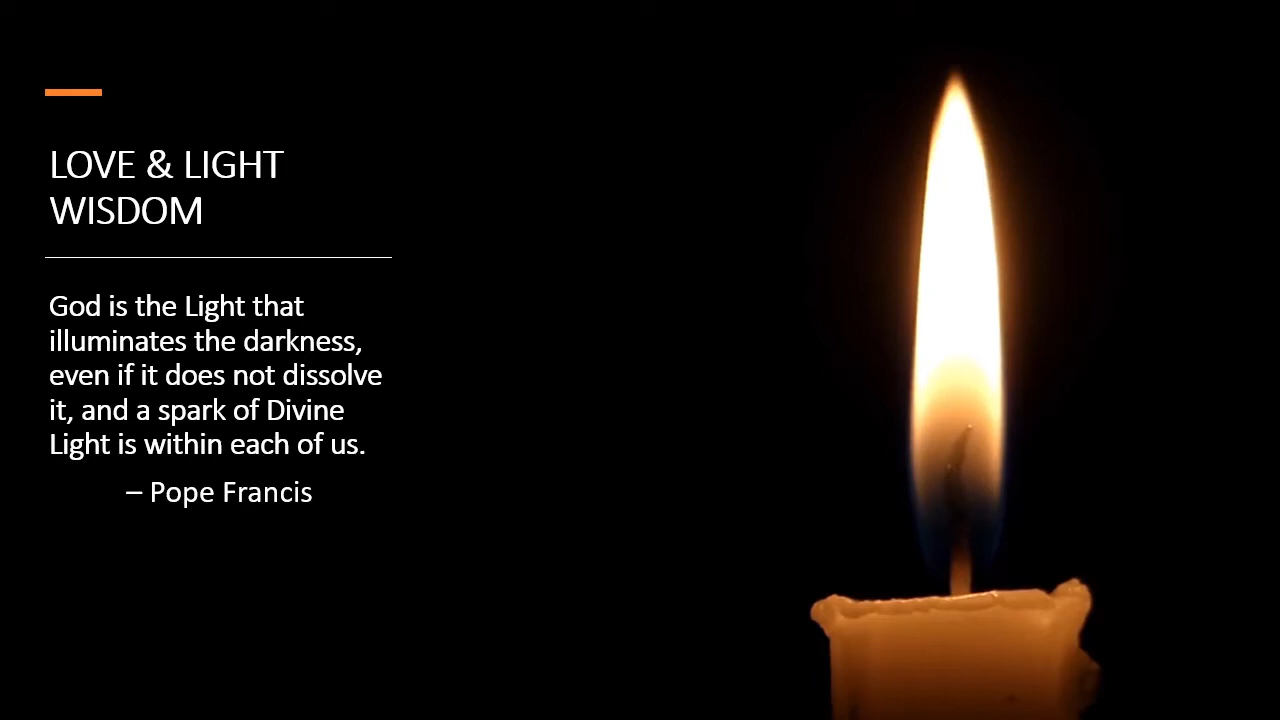 LOVE & LIGHT
WISDOM
God is the Light that
illuminates the darkness,
even if it does not dissolve
it, and a spark of Divine
Light is within each of us.
– Pope Francis